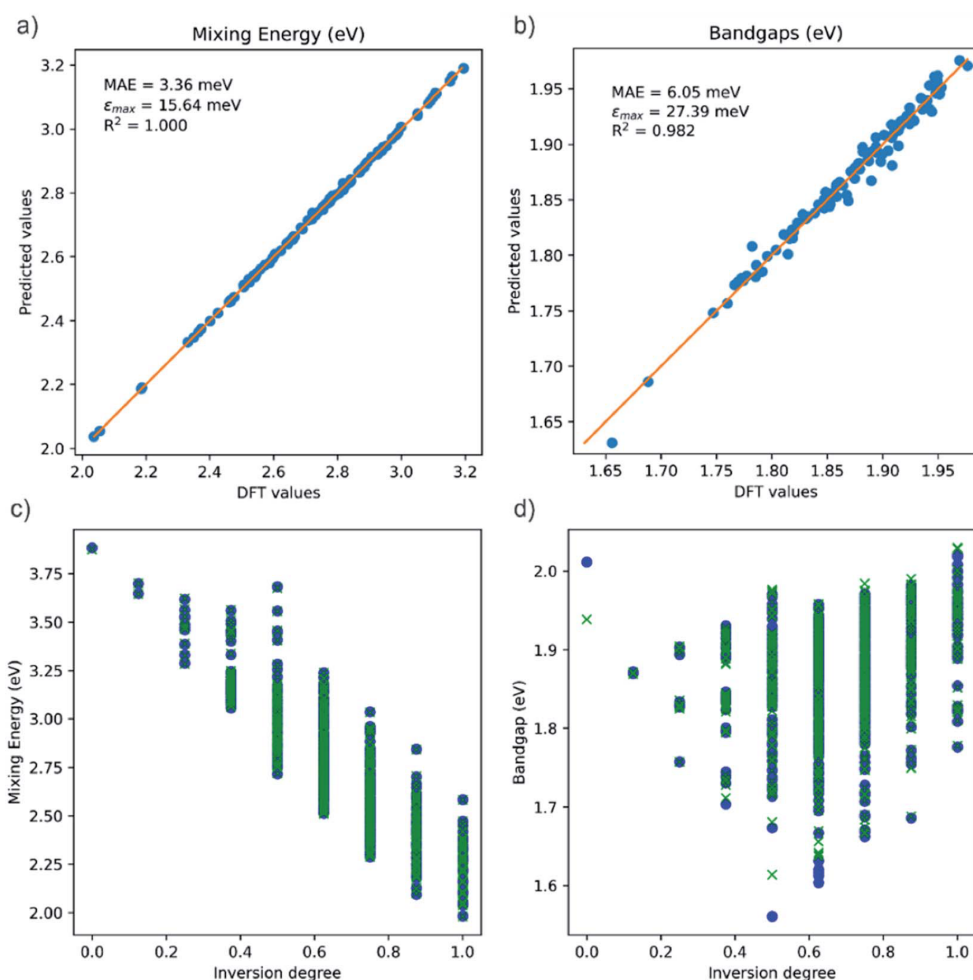 a)
Mixing Energy (eV)
MAE = 3.36 meV
εmax = 15.64 meV
R² = 1.000
Predicted values
3.2
3.0
2.8
2.6
2.4
2.2
2.0
2.0 2.2 2.4 2.6 2.8 3.0 3.2
DFT values
b)
Bandgaps (eV)
MAE = 6.05 meV
εmax = 27.39 meV
R² = 0.982
Predicted values
1.95
1.90
1.85
1.80
1.75
1.70
1.65
1.65 1.70 1.75 1.80 1.85 1.90 1.95
DFT values
c)
Mixing Energy (eV)
3.75
3.50
3.25
3.00
2.75
2.50
2.25
2.00
0.0 0.2 0.4 0.6 0.8 1.0
Inversion degree
d)
Bandgap (eV)
2.0
1.9
1.8
1.7
1.6
0.0 0.2 0.4 0.6 0.8 1.0
Inversion degree